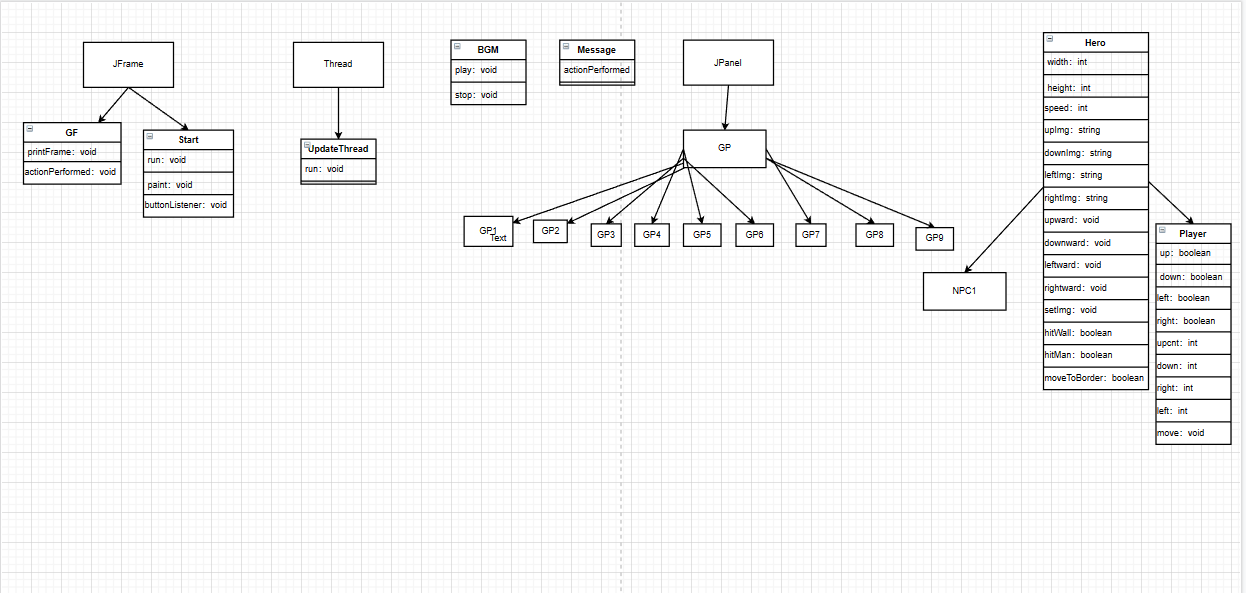 JFrame
GF
printFrame: void
actionPerformed: void
Start
run: void
paint: void
buttonListener: void
Thread
UpdateThread
run: void
BGM
play: void
stop: void
Message
actionPerformed
JPanel
GP
GP1
Text
GP2
GP3
GP4
GP5
GP6
GP7
GP8
GP9
NPC1
Hero
width: int
height: int
speed: int
upImg: string
downImg: string
leftImg: string
rightImg: string
upward: void
downward: void
leftward: void
rightward: void
setImg: void
hitWall: boolean
hitMan: boolean
moveToBorder: boolean
Player
up: boolean
down: boolean
left: boolean
right: boolean
upcnt: int
down: int
right: int
left: int
move: void